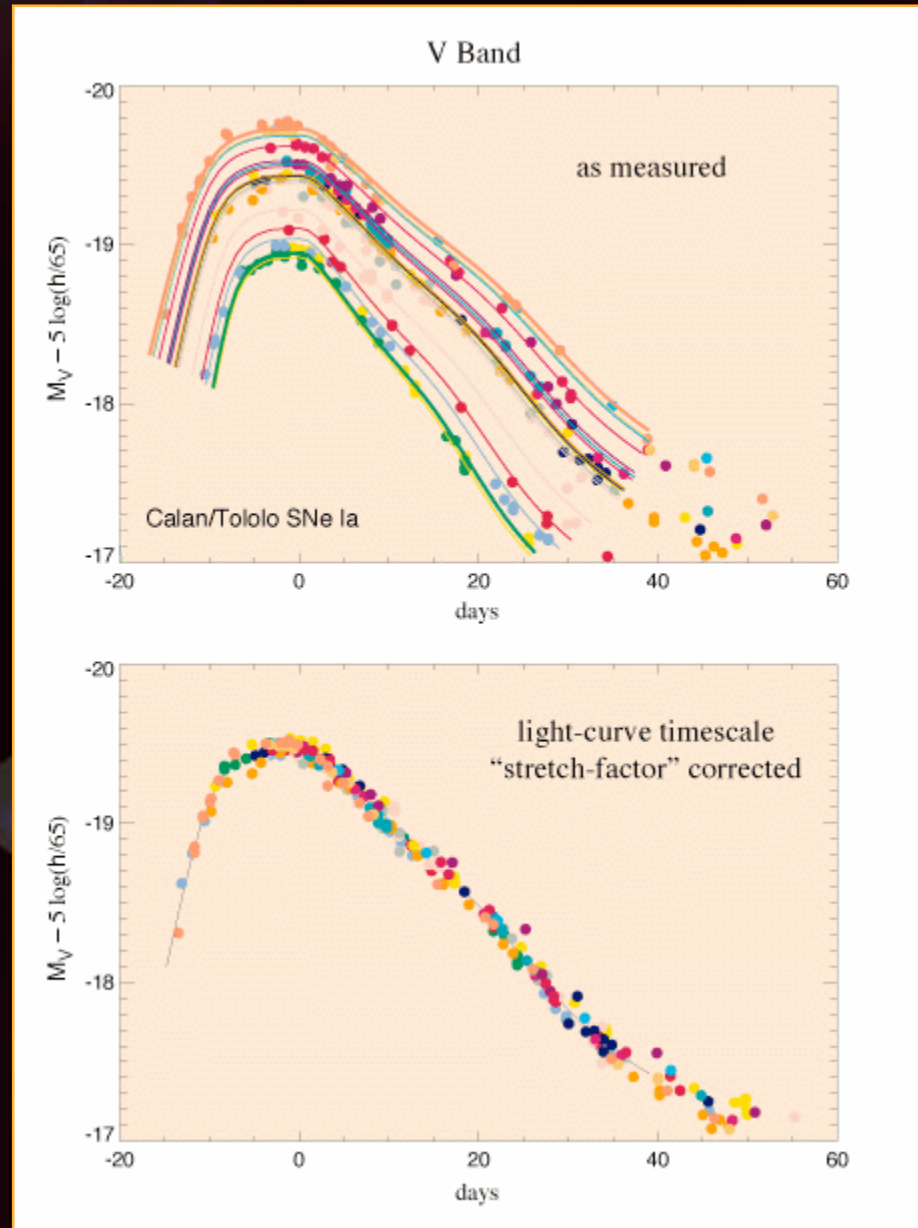 V Band
-20
as measured
-19
M_V – 5 log(h/65)
-18
Calan/Tololo SNe Ia
-17
-20 0 20 40 60
days
-20
light-curve timescale
“stretch-factor” corrected
-19
M_V – 5 log(h/65)
-18
-17
-20 0 20 40 60
days